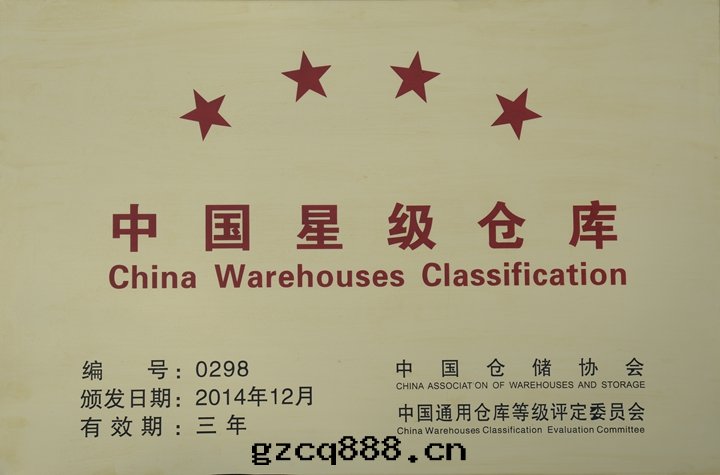 中国星级仓库
China Warehouses Classification
编 号：0298
颁发日期：2014年12月
有效期：三年
中国仓储协会
CHINA ASSOCIAT ON OF WAREHOUSES AND STORAGE
中国通用仓库等级评定委员会
China Warehouses Classification Evaluation Committee
gzcq888.cn